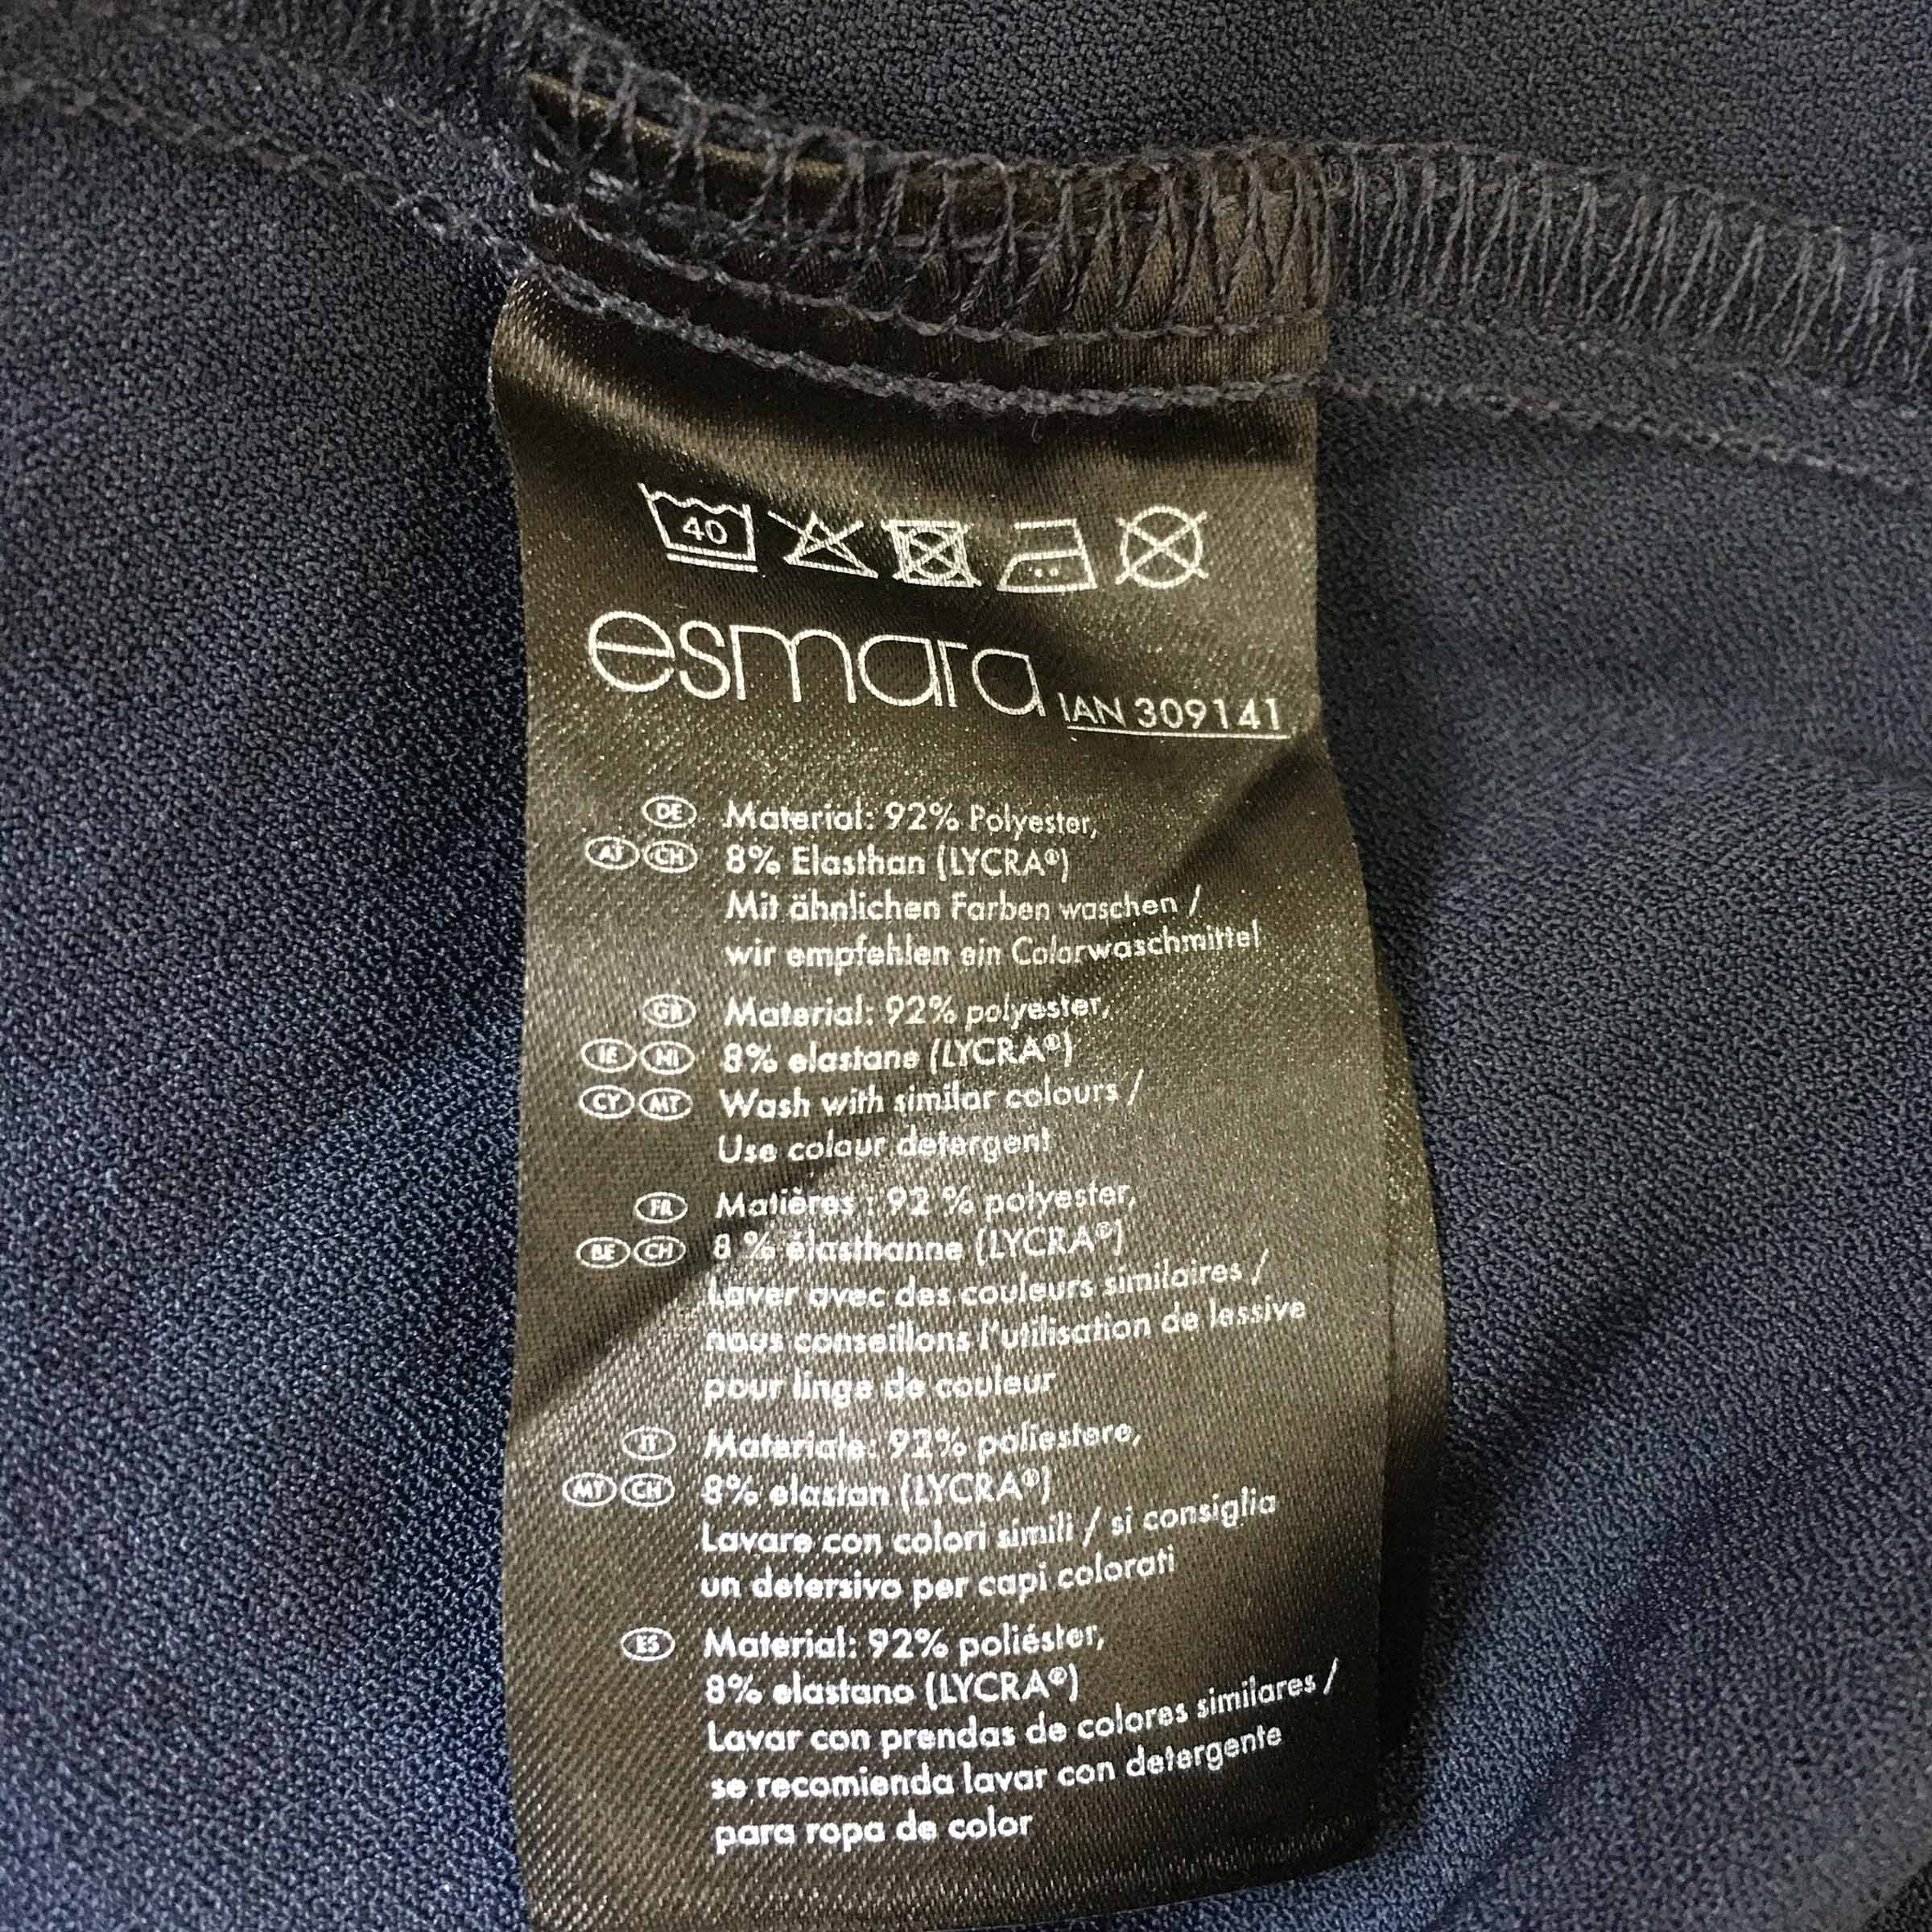 40
esmara IAN 309141
DE Material: 92% Polyester,
AT CH 8% Elasthan (LYCRA®)
Mit ähnlichen Farben waschen /
wir empfehlen ein Colorwaschmittel
GB Material: 92% polyester,
IE NI 8% elastane (LYCRA®)
CY MT Wash with similar colours /
Use colour detergent
FR Matières : 92 % polyester,
BE CH 8 % élasthanne (LYCRA®)
Laver avec des couleurs similaires /
nous conseillons l'utilisation de lessive
pour linge de couleur
IT Materiale: 92% poliestere,
MT CH 8% elastan (LYCRA®)
Lavare con colori simili / si consiglia
un detersivo per capi colorati
ES Material: 92% poliéster,
8% elastano (LYCRA®)
Lavar con prendas de colores similares /
se recomienda lavar con detergente
para ropa de color